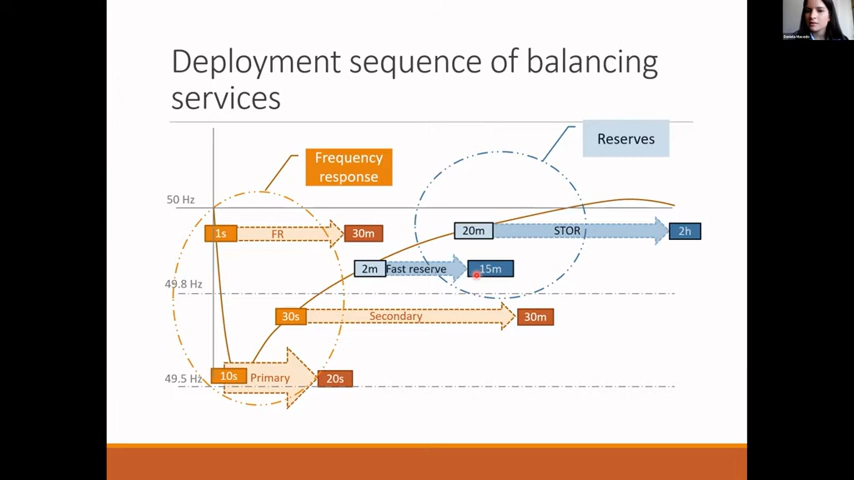 Deployment sequence of balancing
services
Reserves
Frequency
response
50 Hz
1s
FR
30m
20m
STOR
2h
2m
Fast reserve
15m
49.8 Hz
30s
Secondary
30m
49.5 Hz
10s
Primary
20s